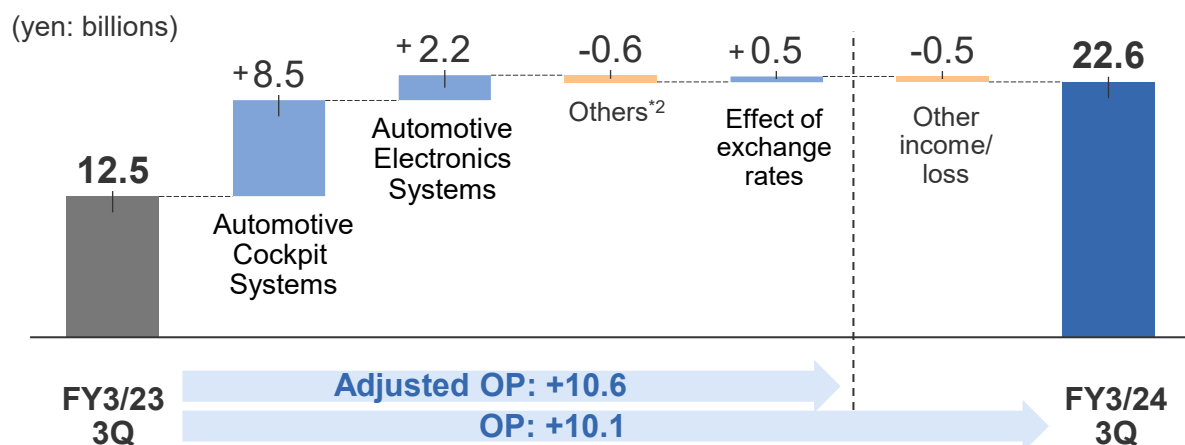 (yen: billions)
12.5
+8.5
Automotive
Cockpit
Systems
+2.2
Automotive
Electronics
Systems
-0.6
Others*2
+0.5
Effect of
exchange
rates
-0.5
Other
income/
loss
22.6
FY3/23
3Q
Adjusted OP: +10.6
OP: +10.1
FY3/24
3Q